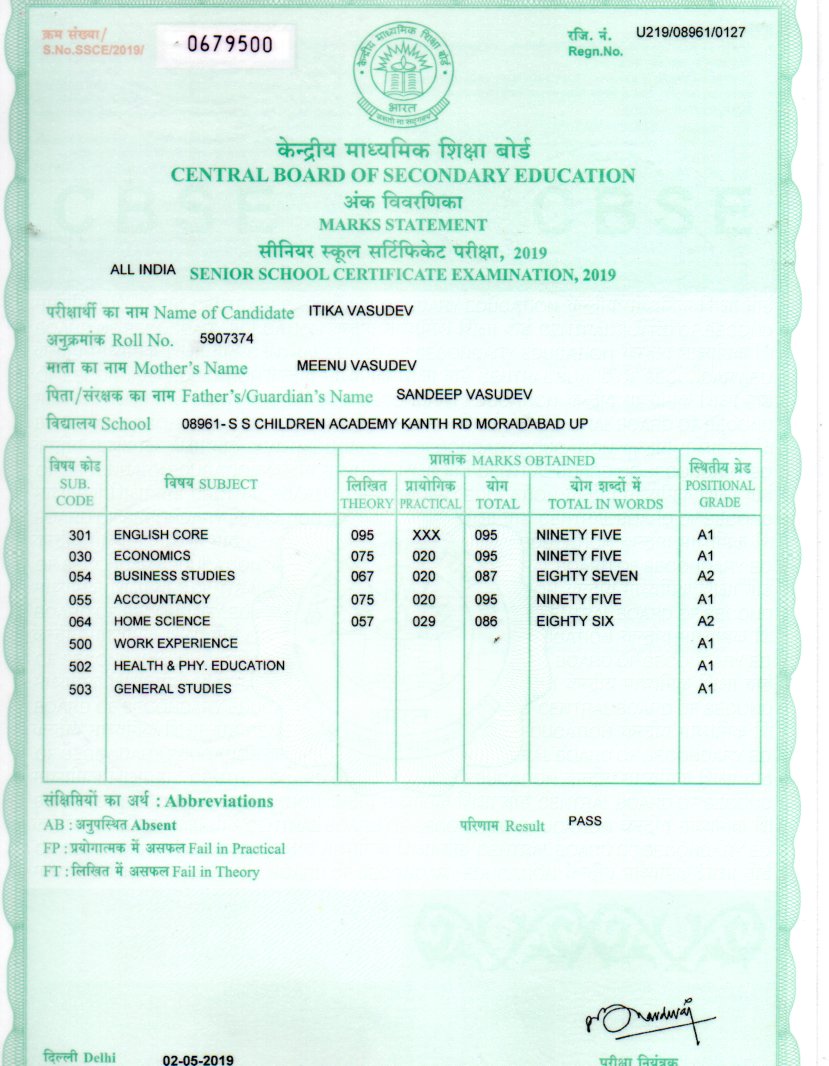 क्रम संख्या/
S.No.SSCE/2019/ 0679500
रजि. नं. U219/08961/0127
Regn.No.
केन्द्रीय माध्यमिक शिक्षा बोर्ड
भारत
केन्द्रीय माध्यमिक शिक्षा बोर्ड
CENTRAL BOARD OF SECONDARY EDUCATION
अंक विवरणिका
MARKS STATEMENT
सीनियर स्कूल सर्टिफिकेट परीक्षा, 2019
ALL INDIA SENIOR SCHOOL CERTIFICATE EXAMINATION, 2019
CBSE CBSE
परीक्षार्थी का नाम Name of Candidate ITIKA VASUDEV
अनुक्रमांक Roll No. 5907374
माता का नाम Mother's Name MEENU VASUDEV
पिता/संरक्षक का नाम Father's/Guardian's Name SANDEEP VASUDEV
विद्यालय School 08961- S S CHILDREN ACADEMY KANTH RD MORADABAD UP
विषय कोड SUB. CODE विषय SUBJECT प्राप्तांक MARKS OBTAINED स्थितीय ग्रेड POSITIONAL GRADE
लिखित THEORY प्रायोगिक PRACTICAL योग TOTAL योग शब्दों में TOTAL IN WORDS
301 ENGLISH CORE 095 XXX 095 NINETY FIVE A1
030 ECONOMICS 075 020 095 NINETY FIVE A1
054 BUSINESS STUDIES 067 020 087 EIGHTY SEVEN A2
055 ACCOUNTANCY 075 020 095 NINETY FIVE A1
064 HOME SCIENCE 057 029 086 EIGHTY SIX A2
500 WORK EXPERIENCE A1
502 HEALTH & PHY. EDUCATION A1
503 GENERAL STUDIES A1
संक्षिप्तियों का अर्थ : Abbreviations
AB : अनुपस्थित Absent परिणाम Result PASS
FP : प्रयोगात्मक में असफल Fail in Practical
FT : लिखित में असफल Fail in Theory
दिल्ली Delhi 02-05-2019 परीक्षा नियंत्रक